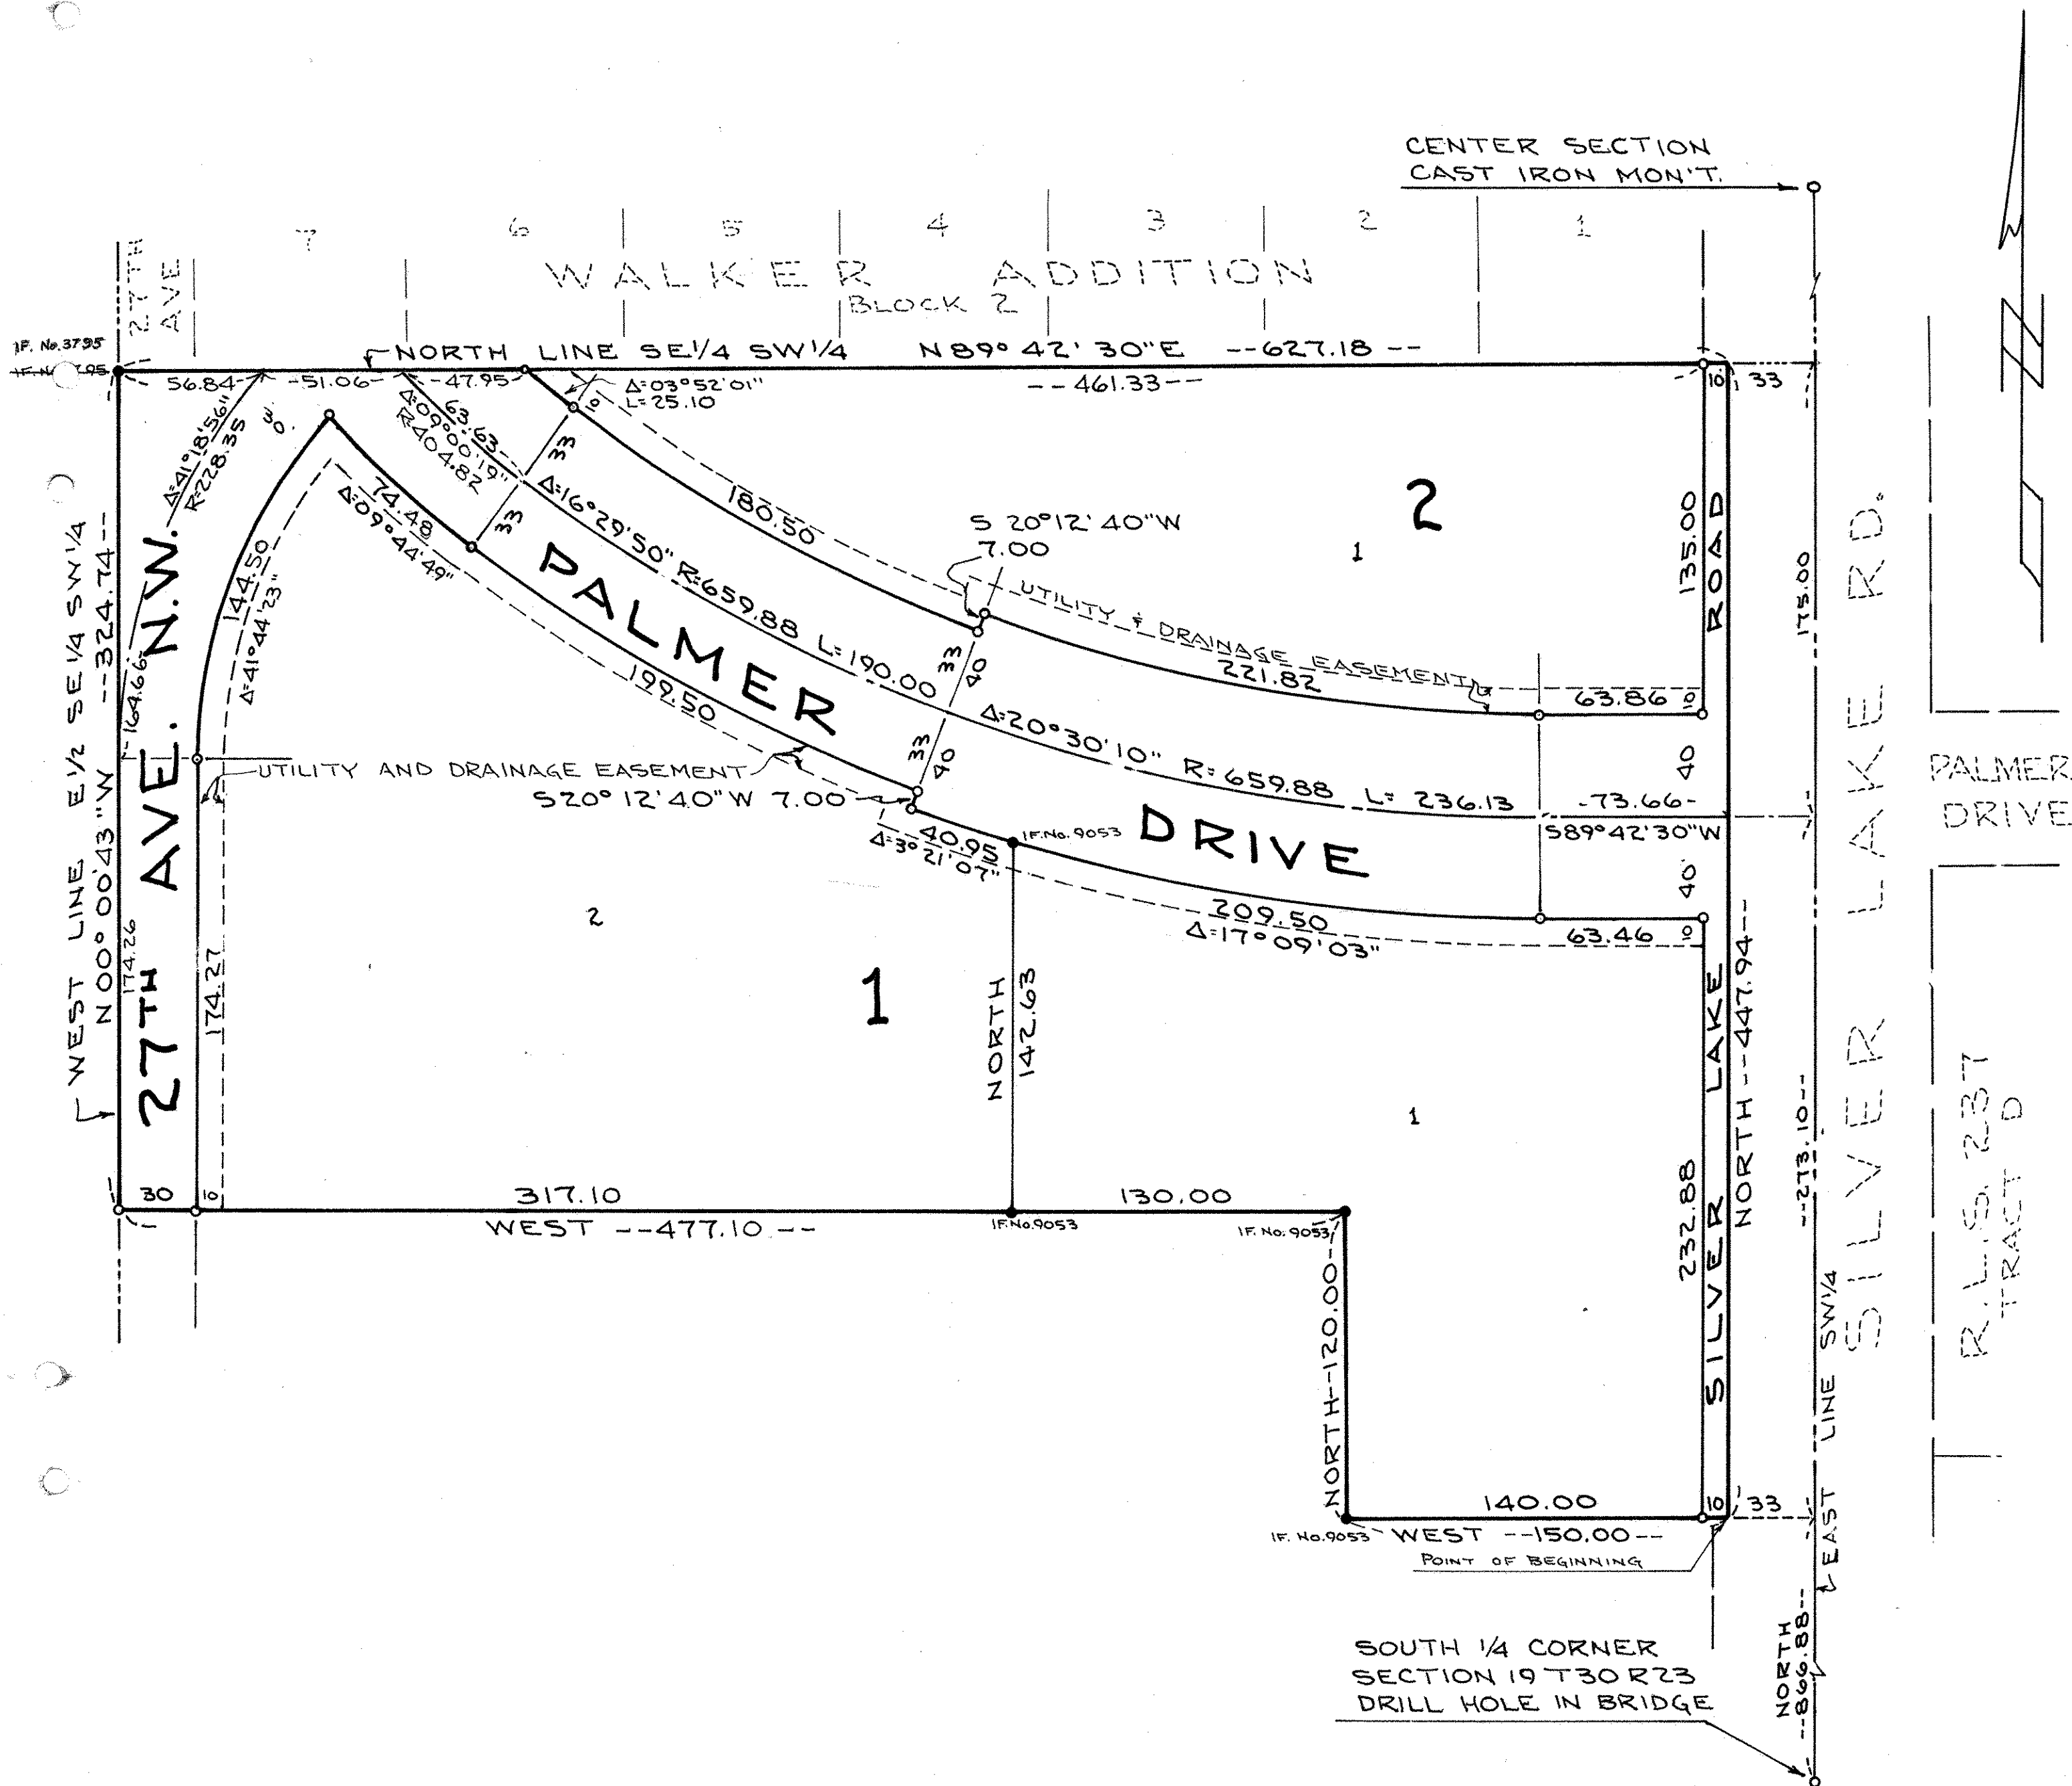 CENTER SECTION
CAST IRON MON'T.
7 6 5 4 3 2 1
27TH
AVE
WALKER ADDITION
BLOCK 2
IF. No. 3795
NORTH LINE SE1/4 SW1/4 N89° 42' 30"E --627.18 --
56.84 -51.06- -47.95- --461.33--
10 33
Δ=03°52'01"
L=25.10
10
63.63
Δ=09°00'19"
R=404.82
33
33
Δ=41°18'56"
R=228.35
30
74.48
Δ=09°44'49"
144.50
Δ=41°44'23"
-164.66-
180.50
S 20°12'40"W
7.00
2
1
135.00
175.00
ROAD
UTILITY & DRAINAGE EASEMENT
221.82
63.86 10
Δ=16°29'50" R=659.88 L=190.00
PALMER
199.50
33
40
33
40
Δ=20°30'10" R=659.88 L= 236.13
-73.66-
S89°42'30"W
40
40
PALMER
DRIVE
UTILITY AND DRAINAGE EASEMENT
S20°12'40"W 7.00
40.95
Δ=3°21'07"
IF.No.9053
DRIVE
209.50
Δ=17°09'03"
63.46 10
WEST LINE E1/2 SE1/4 SW1/4
N 00° 00'43"W --324.74--
174.26
27TH AVE. N.W.
174.27
2
1
NORTH
142.63
1
232.88
SILVER LAKE
NORTH--447.94--
--273.10--
SILVER LAKE RD.
R.L.S. 237
TRACT D
30 10 317.10 130.00
WEST --477.10 --
IF.No.9053
IF. No. 9053
NORTH--120.00--
140.00 10 33
IF. No.9053 WEST --150.00--
POINT OF BEGINNING
EAST LINE SW1/4
NORTH
--866.88--
SOUTH 1/4 CORNER
SECTION 19 T30 R23
DRILL HOLE IN BRIDGE